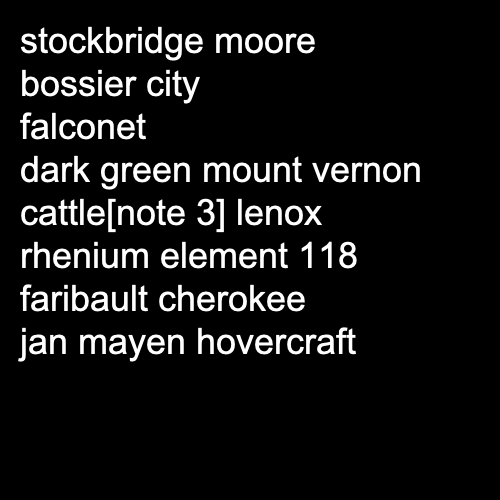 stockbridge moore
bossier city
falconet
dark green mount vernon
cattle[note 3] lenox
rhenium element 118
faribault cherokee
jan mayen hovercraft